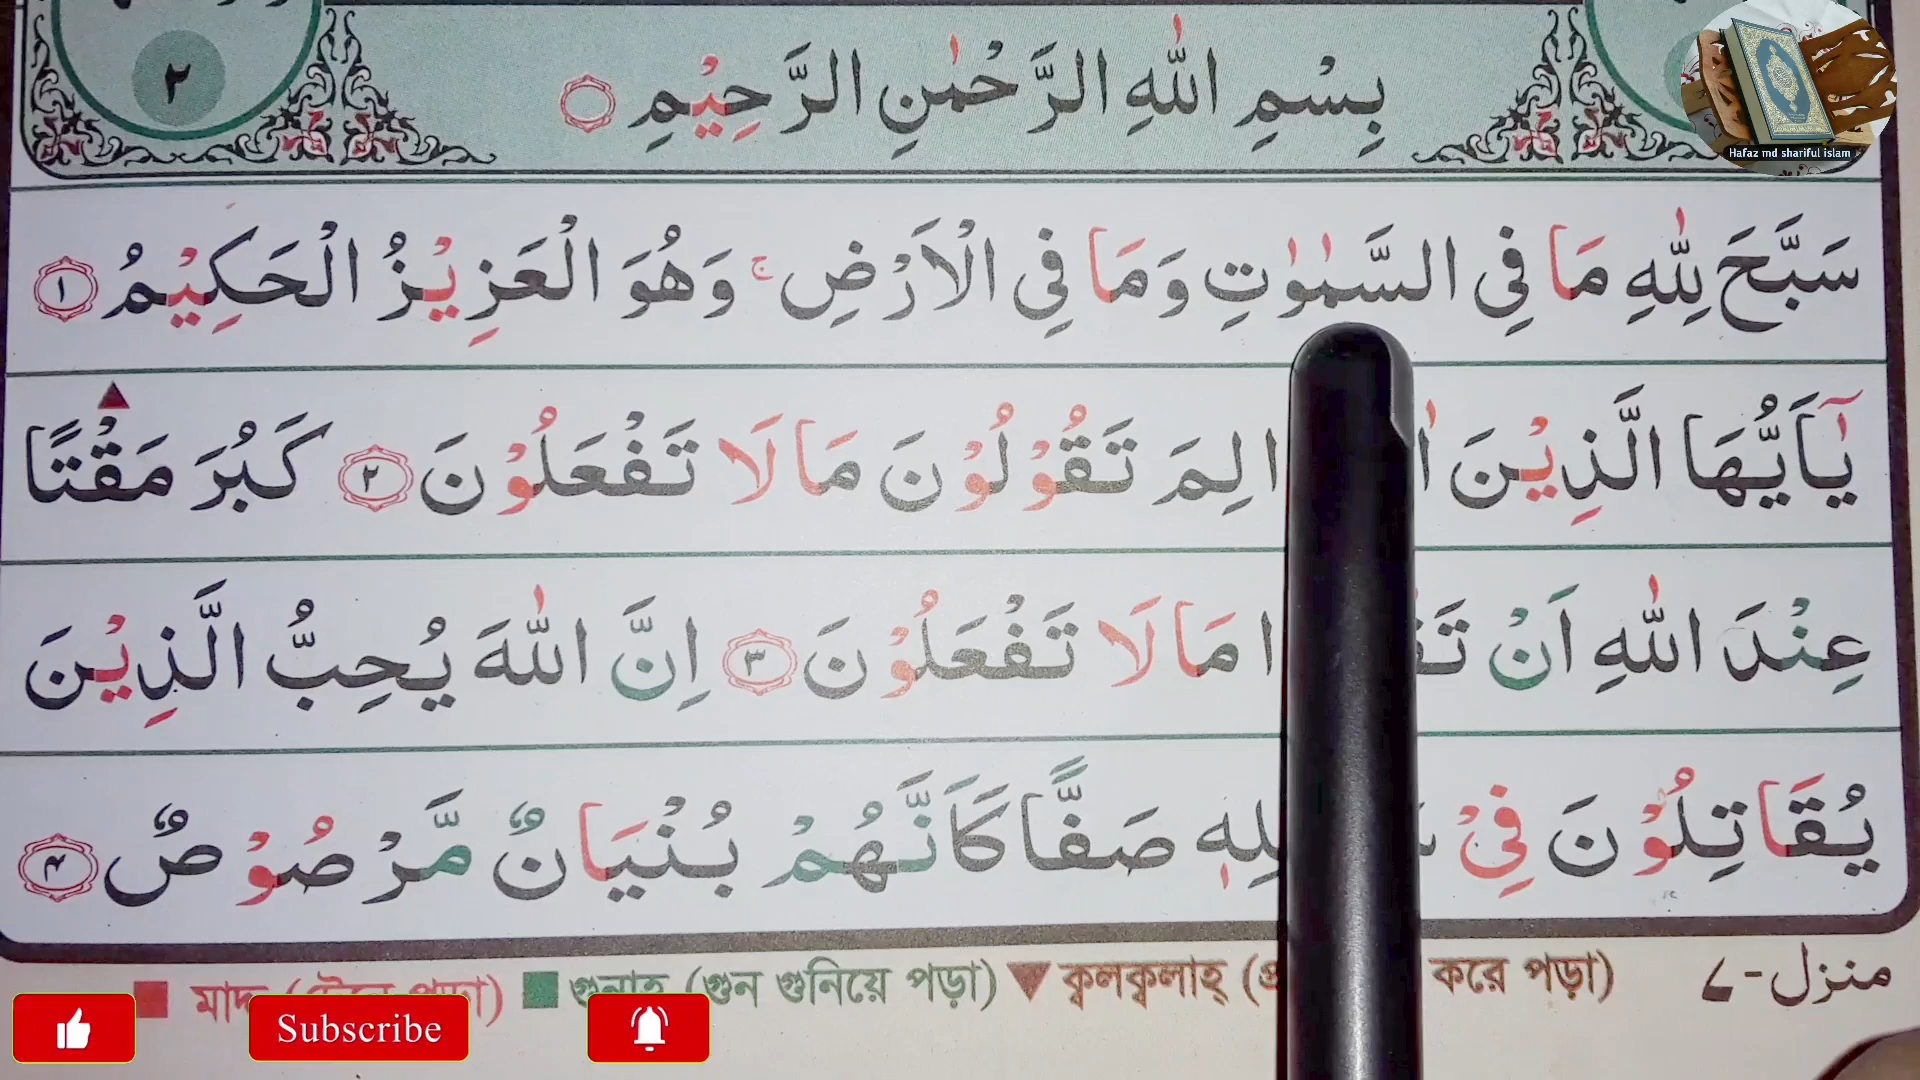 ٢
بِسْمِ اللّٰهِ الرَّحْمٰنِ الرَّحِيْمِ
Hafaz md shariful islam
سَبَّحَ لِلّٰهِ مَا فِى السَّمٰوٰتِ وَمَا فِى الْاَرْضِ ۚ وَهُوَ الْعَزِيْزُ الْحَكِيْمُ ١
يٰٓاَيُّهَا الَّذِيْنَ لِمَ تَقُوْلُوْنَ مَا لَا تَفْعَلُوْنَ ٢ كَبُرَ مَقْتًا
عِنْدَ اللّٰهِ اَنْ مَا لَا تَفْعَلُوْنَ ٣ اِنَّ اللّٰهَ يُحِبُّ الَّذِيْنَ
يُقَاتِلُوْنَ فِىْ صَفًّا كَاَنَّهُمْ بُنْيَانٌ مَّرْصُوْصٌ ٤
منزل-٧
মাদ্দ পড়া) গুন্নাহ (গুন গুনিয়ে পড়া) ক্বলক্বলাহ্ করে পড়া)
Subscribe